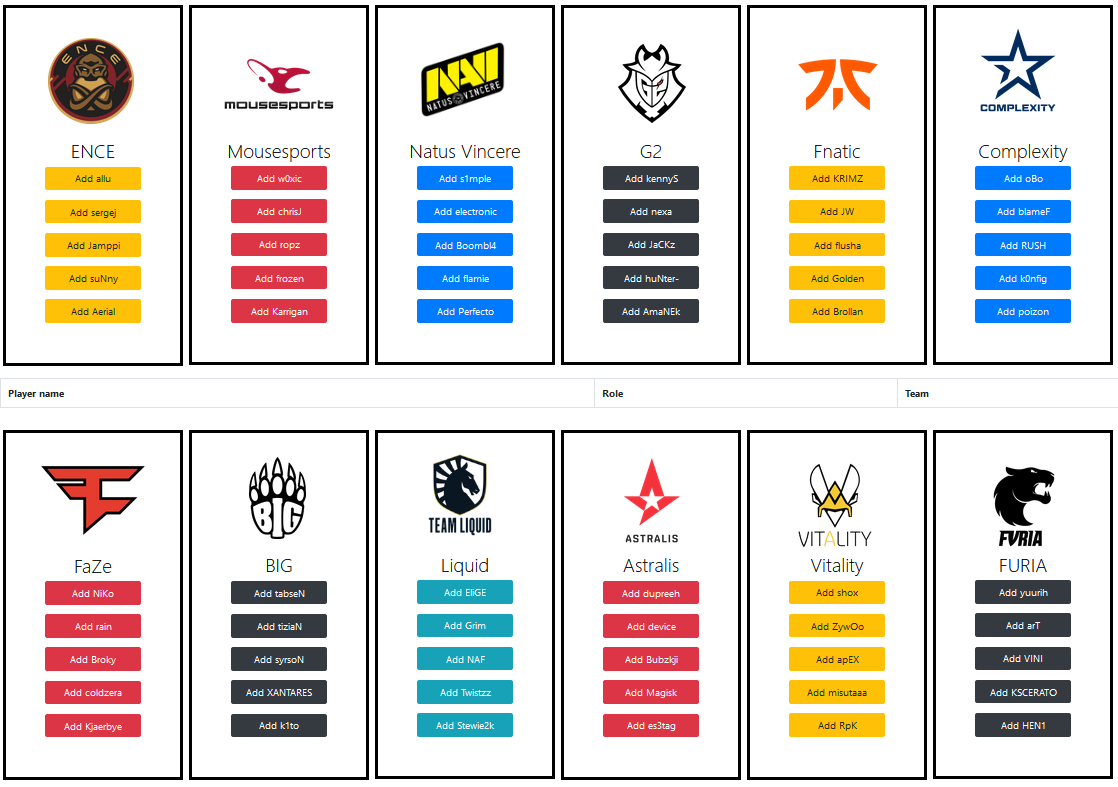 ENCE
mousesports
NAVI
NATUS VINCERE
COMPLEXITY
ENCE
Mousesports
Natus Vincere
G2
Fnatic
Complexity
Add allu
Add w0xic
Add s1mple
Add kennyS
Add KRIMZ
Add oBo
Add sergej
Add chrisJ
Add electronic
Add nexa
Add JW
Add blameF
Add Jamppi
Add ropz
Add Boombl4
Add JaCKz
Add flusha
Add RUSH
Add suNny
Add frozen
Add flamie
Add huNter-
Add Golden
Add k0nfig
Add Aerial
Add Karrigan
Add Perfecto
Add AmaNEk
Add Brollan
Add poizon
Player name
Role
Team
BIG
TEAM LIQUID
ASTRALIS
VITALITY
FURIA
FaZe
BIG
Liquid
Astralis
Vitality
FURIA
Add NiKo
Add tabseN
Add EliGE
Add dupreeh
Add shox
Add yuurih
Add rain
Add tiziaN
Add Grim
Add device
Add ZywOo
Add arT
Add Broky
Add syrsoN
Add NAF
Add Bubzkji
Add apEX
Add VINI
Add coldzera
Add XANTARES
Add Twistzz
Add Magisk
Add misutaaa
Add KSCERATO
Add Kjaerbye
Add k1to
Add Stewie2k
Add es3tag
Add RpK
Add HEN1